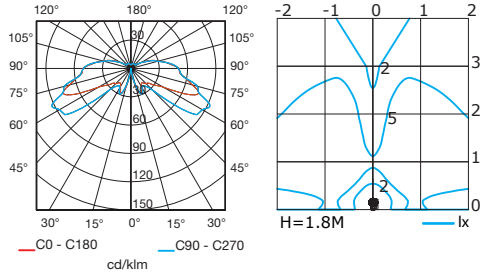 120° 180° 120°
105° 30 105°
90° 90°
75° 30 75°
60° 60 60°
90
45° 120 45°
150
30° 15° 0° 15° 30°
C0 - C180 C90 - C270
cd/klm
-2 -1 0 1 2
2 3
5 2
1
2 0
H=1.8M lx